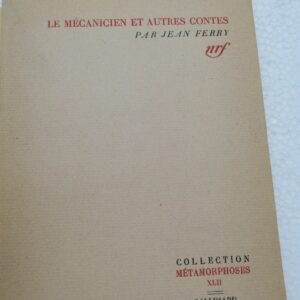 LE MÉCANICIEN ET AUTRES CONTES
PAR JEAN FERRY
nrf
COLLECTION
MÉTAMORPHOSES
XLII